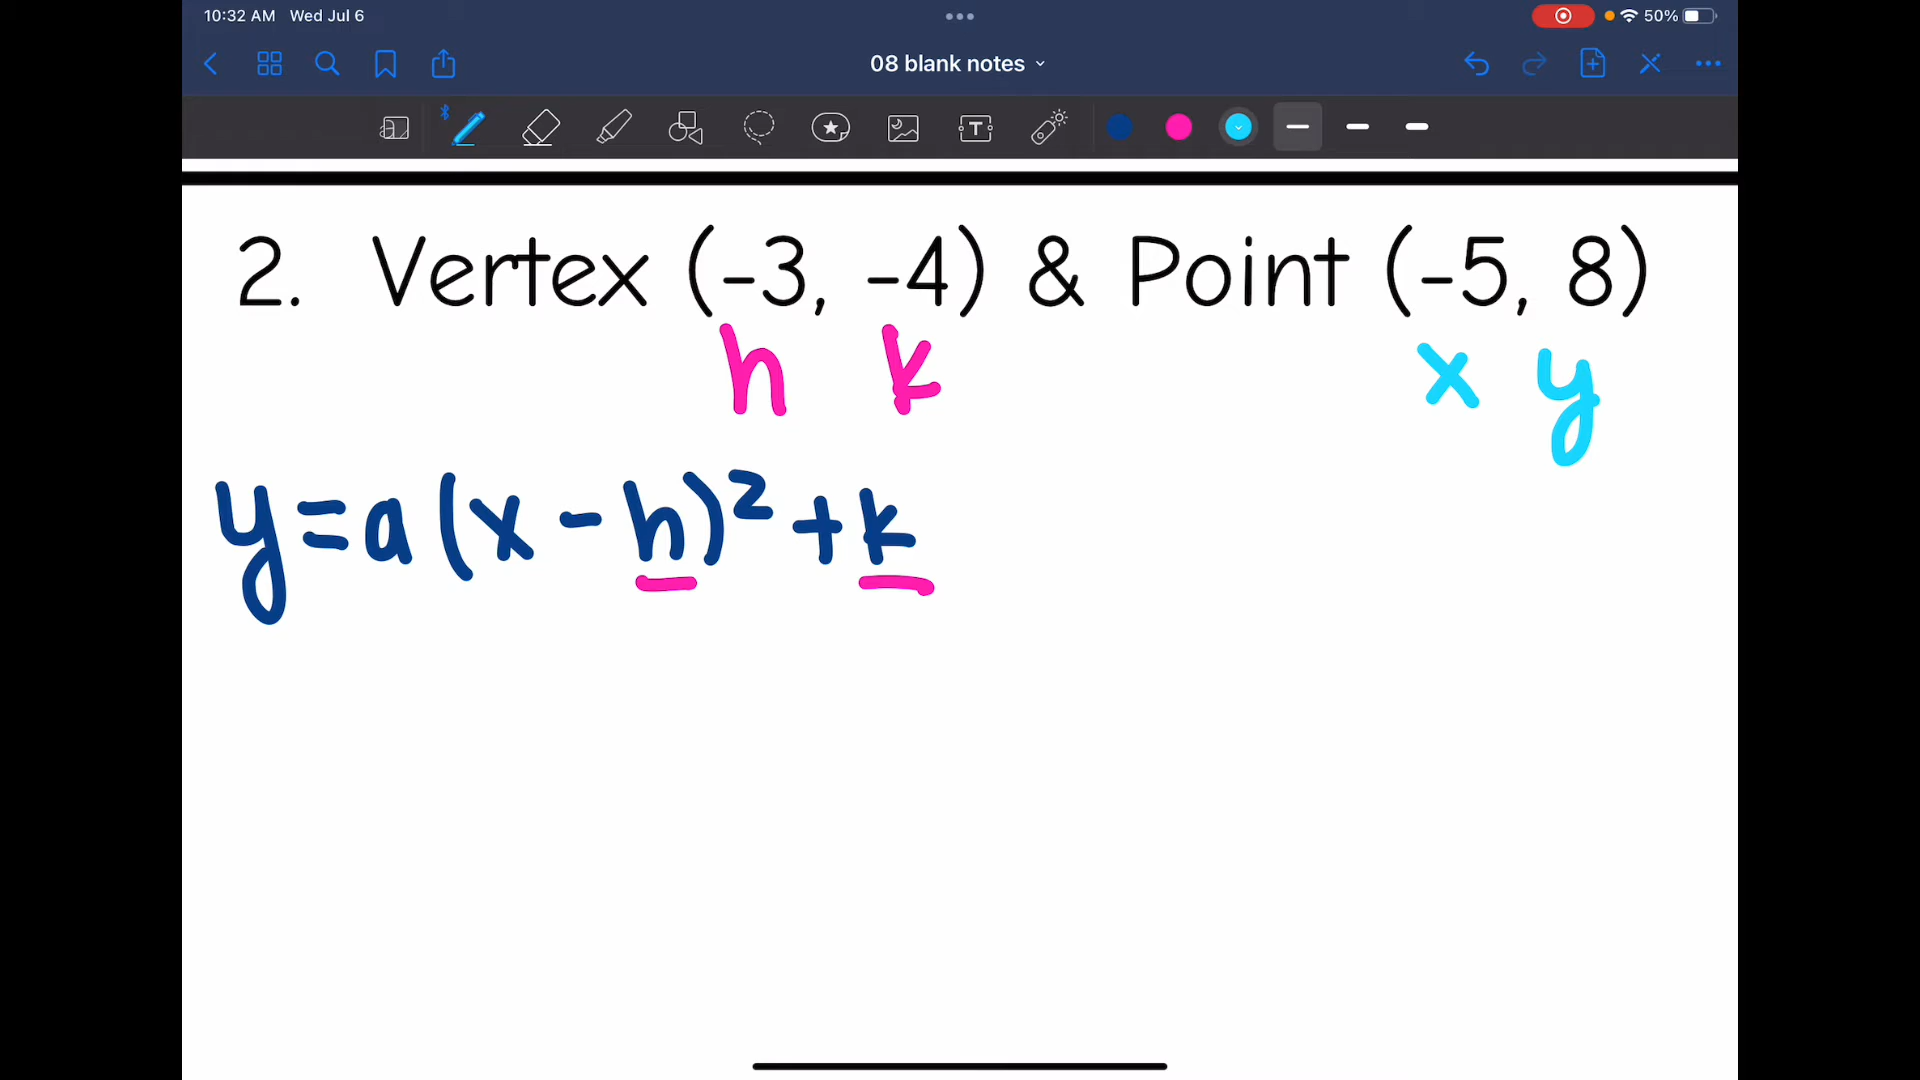 10:32 AM Wed Jul 6
50%
08 blank notes
T
2. Vertex (-3, -4) & Point (-5, 8)
h k x y
y = a(x - h)² + k